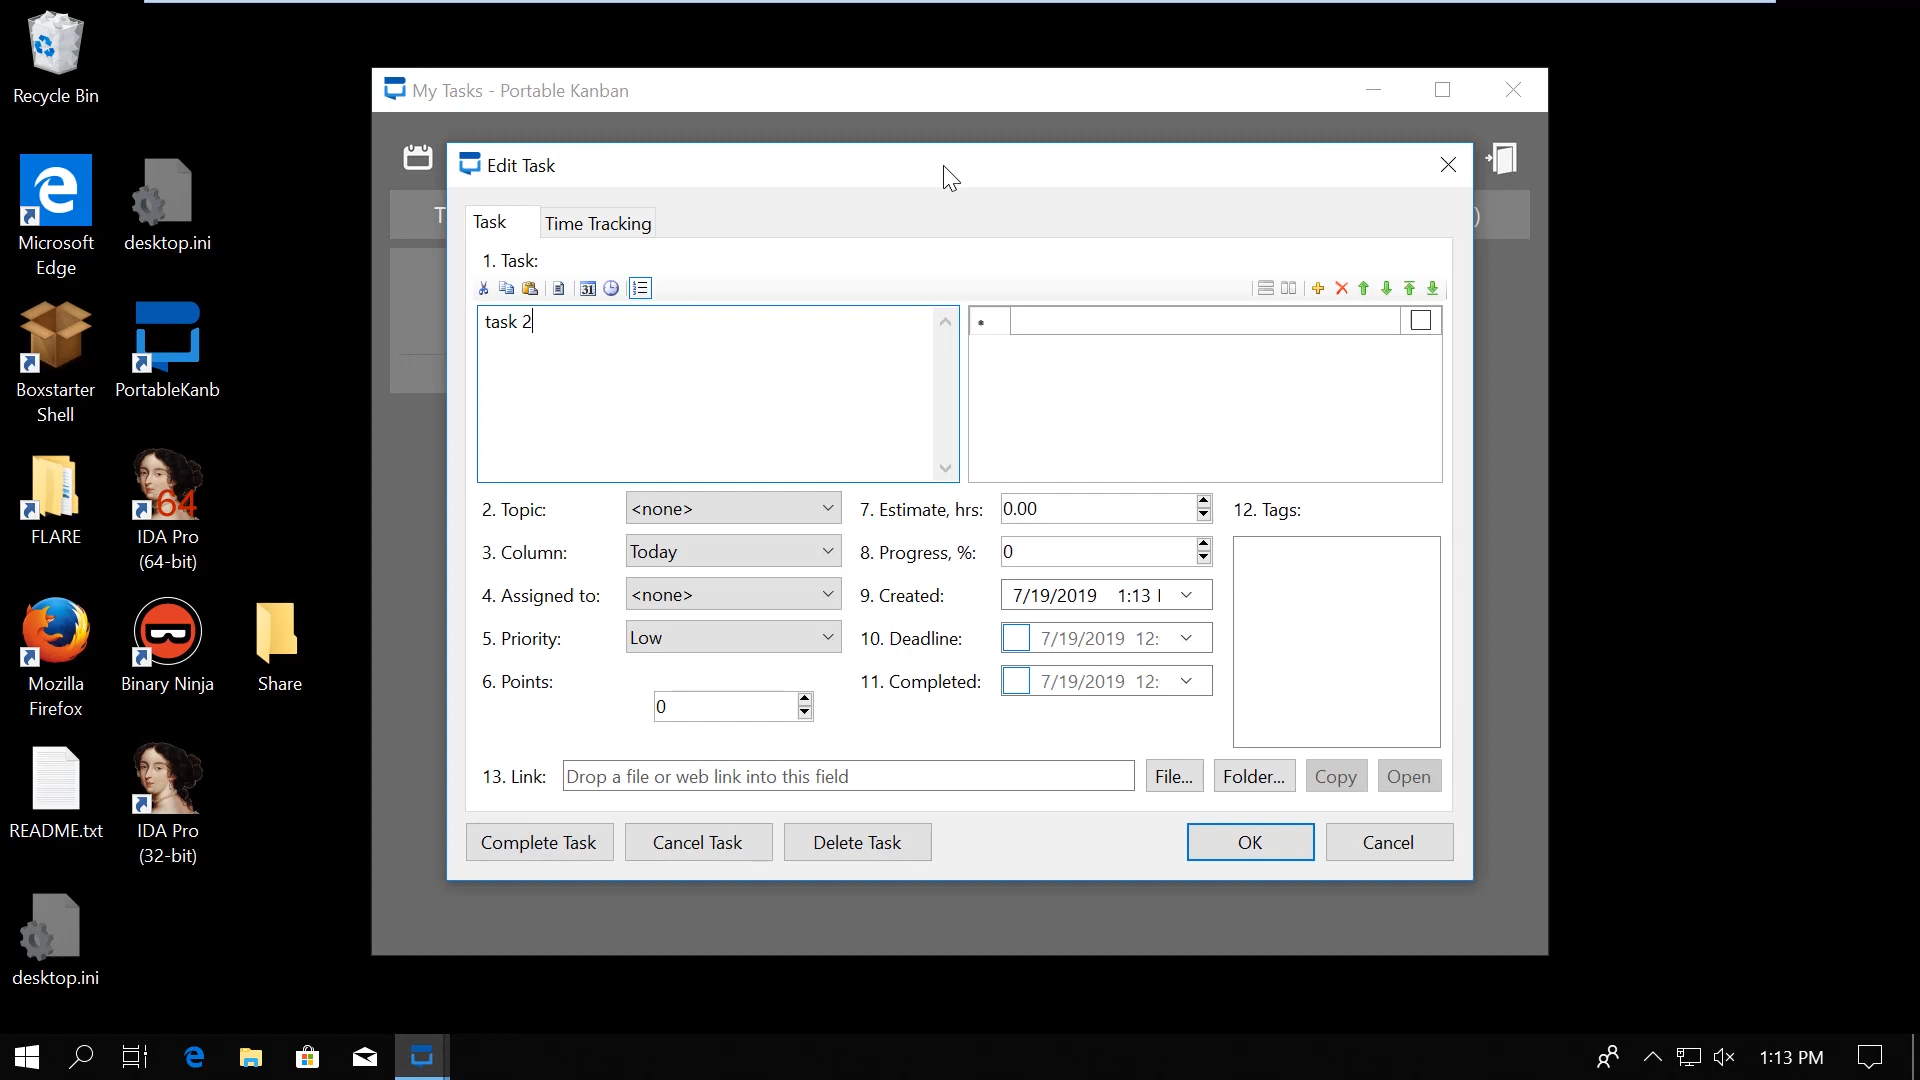 Recycle Bin
Microsoft
Edge
desktop.ini
Boxstarter
Shell
PortableKanb
FLARE
64
IDA Pro
(64-bit)
Mozilla
Firefox
Binary Ninja
Share
README.txt
IDA Pro
(32-bit)
desktop.ini
My Tasks - Portable Kanban
T
)
Edit Task
Task
Time Tracking
1. Task:
31
task 2
2. Topic:
<none>
7. Estimate, hrs:
0.00
12. Tags:
3. Column:
Today
8. Progress, %:
0
4. Assigned to:
<none>
9. Created:
7/19/2019 1:13
5. Priority:
Low
10. Deadline:
7/19/2019 12:
6. Points:
0
11. Completed:
7/19/2019 12:
13. Link:
Drop a file or web link into this field
File...
Folder...
Copy
Open
Complete Task
Cancel Task
Delete Task
OK
Cancel
1:13 PM